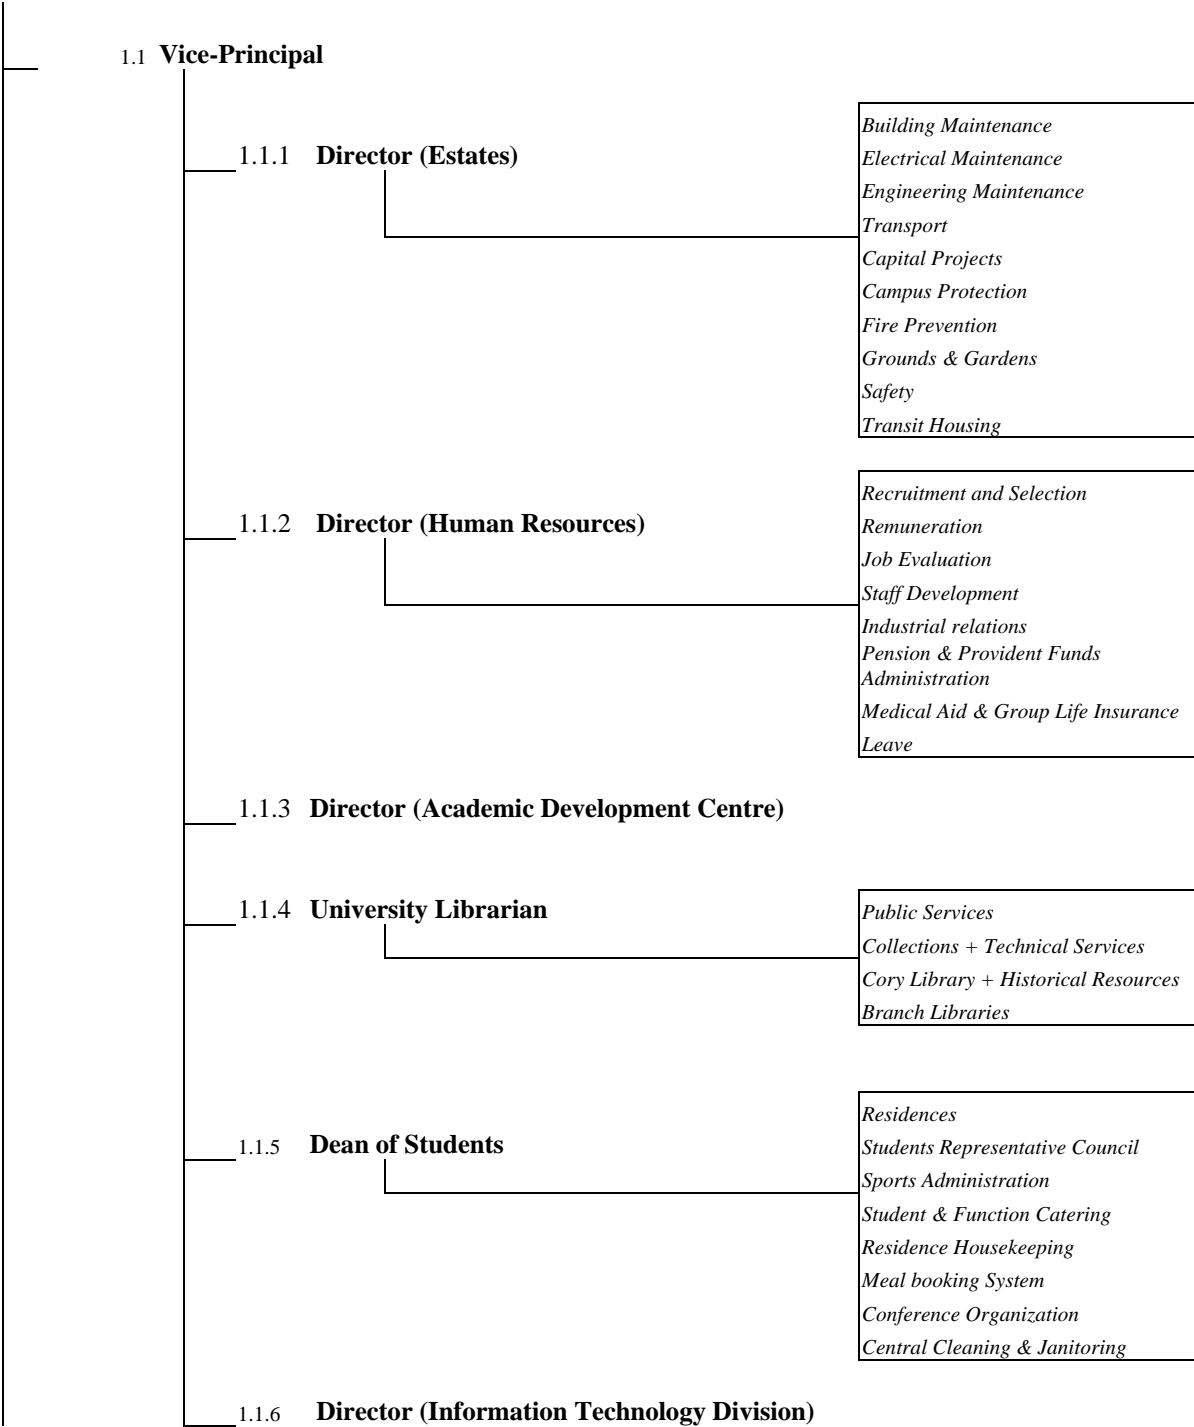 1.1 Vice-Principal
1.1.1 Director (Estates)
Building Maintenance
Electrical Maintenance
Engineering Maintenance
Transport
Capital Projects
Campus Protection
Fire Prevention
Grounds & Gardens
Safety
Transit Housing
1.1.2 Director (Human Resources)
Recruitment and Selection
Remuneration
Job Evaluation
Staff Development
Industrial relations
Pension & Provident Funds
Administration
Medical Aid & Group Life Insurance
Leave
1.1.3 Director (Academic Development Centre)
1.1.4 University Librarian
Public Services
Collections + Technical Services
Cory Library + Historical Resources
Branch Libraries
1.1.5 Dean of Students
Residences
Students Representative Council
Sports Administration
Student & Function Catering
Residence Housekeeping
Meal booking System
Conference Organization
Central Cleaning & Janitoring
1.1.6 Director (Information Technology Division)